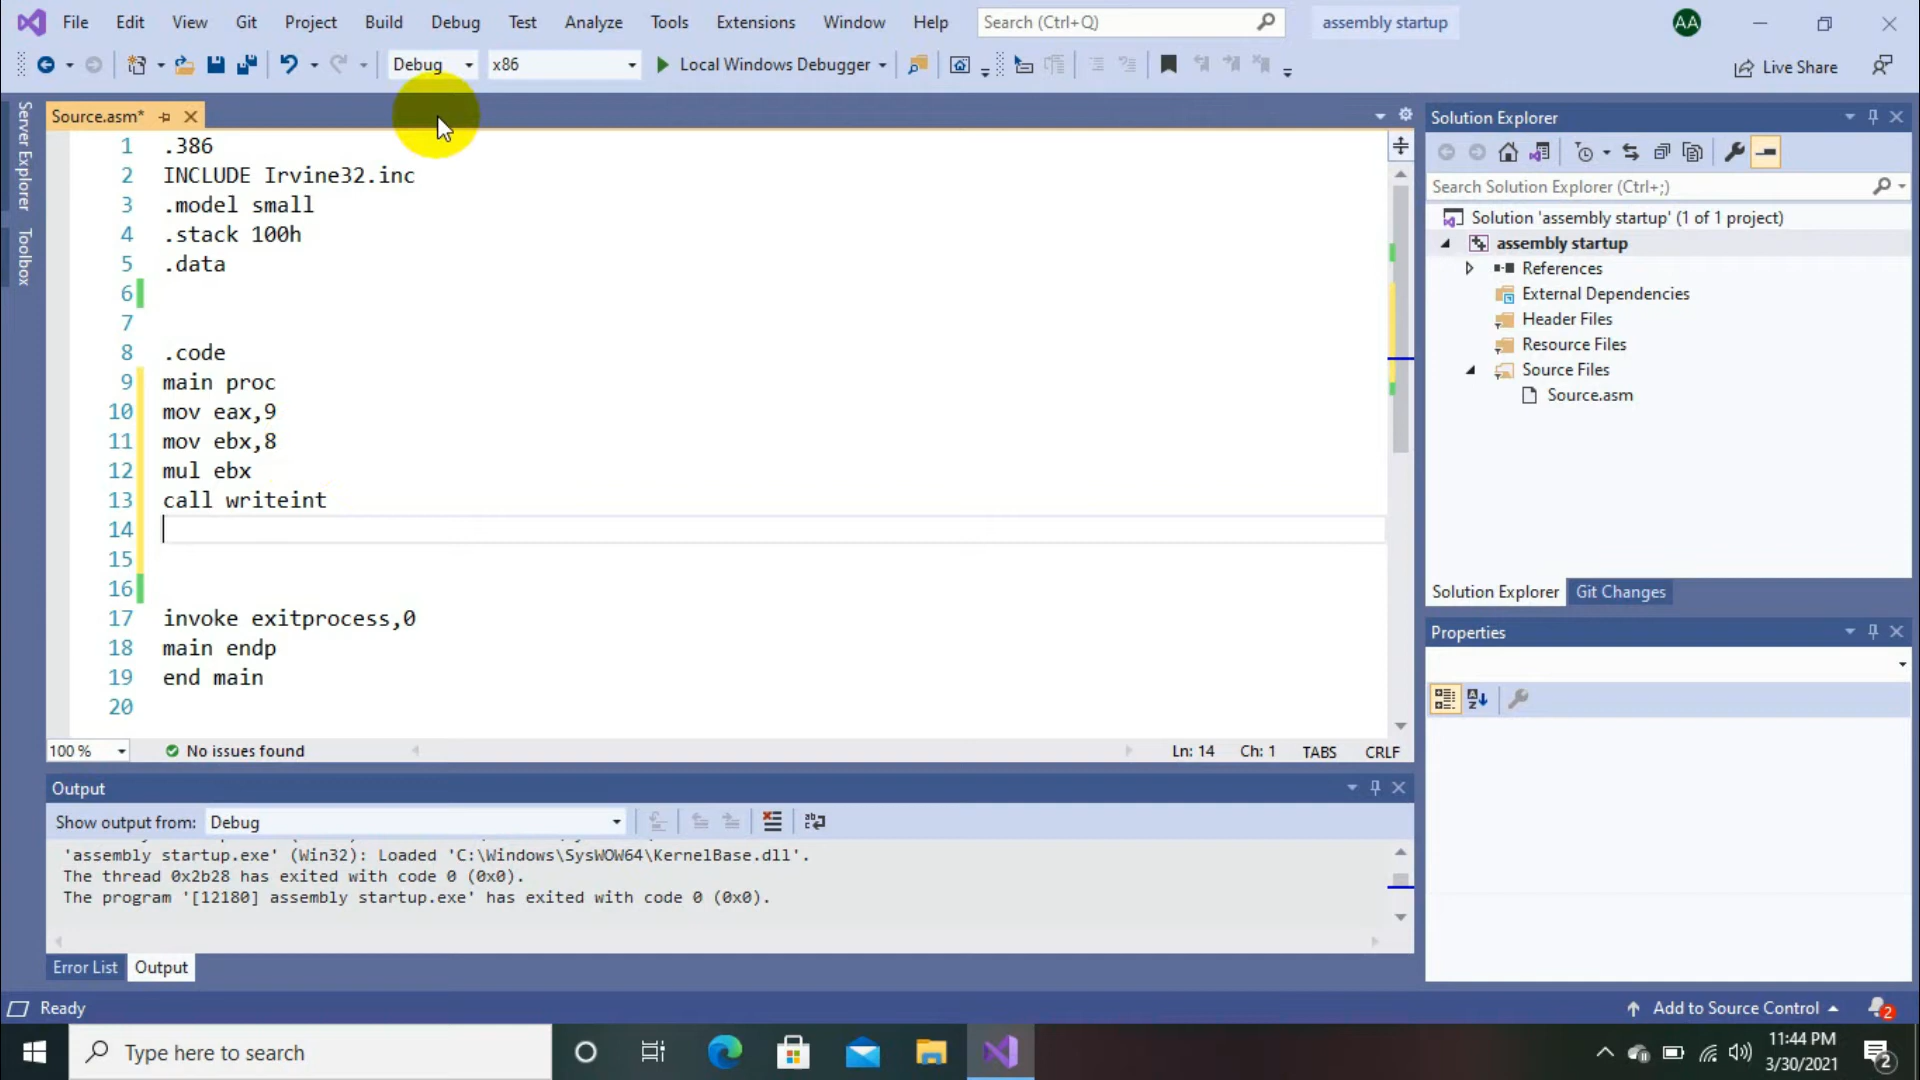 File Edit View Git Project Build Debug Test Analyze Tools Extensions Window Help Search (Ctrl+Q) assembly startup AA
Debug x86 Local Windows Debugger Live Share
Server Explorer
Toolbox
Source.asm*
1 .386
2 INCLUDE Irvine32.inc
3 .model small
4 .stack 100h
5 .data
6
7
8 .code
9 main proc
10 mov eax,9
11 mov ebx,8
12 mul ebx
13 call writeint
14
15
16
17 invoke exitprocess,0
18 main endp
19 end main
20
100 % No issues found Ln: 14 Ch: 1 TABS CRLF
Output
Show output from: Debug
'assembly startup.exe' (Win32): Loaded 'C:\Windows\SysWOW64\KernelBase.dll'.
The thread 0x2b28 has exited with code 0 (0x0).
The program '[12180] assembly startup.exe' has exited with code 0 (0x0).
Error List Output
Solution Explorer
Search Solution Explorer (Ctrl+;)
Solution 'assembly startup' (1 of 1 project)
assembly startup
References
External Dependencies
Header Files
Resource Files
Source Files
Source.asm
Solution Explorer Git Changes
Properties
Ready Add to Source Control 2
Type here to search
11:44 PM
3/30/2021
2